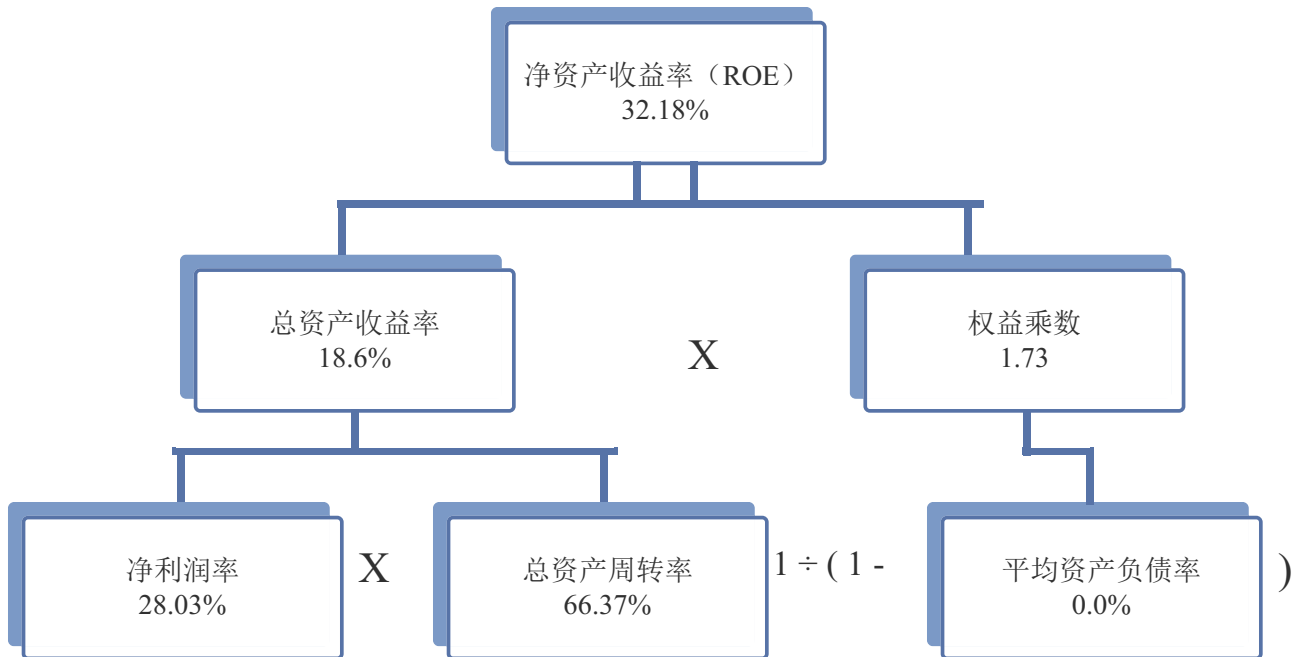 净资产收益率（ROE）
32.18%
总资产收益率
18.6%
X
权益乘数
1.73
净利润率
28.03%
X
总资产周转率
66.37%
1 ÷ ( 1 -
平均资产负债率
0.0%
)